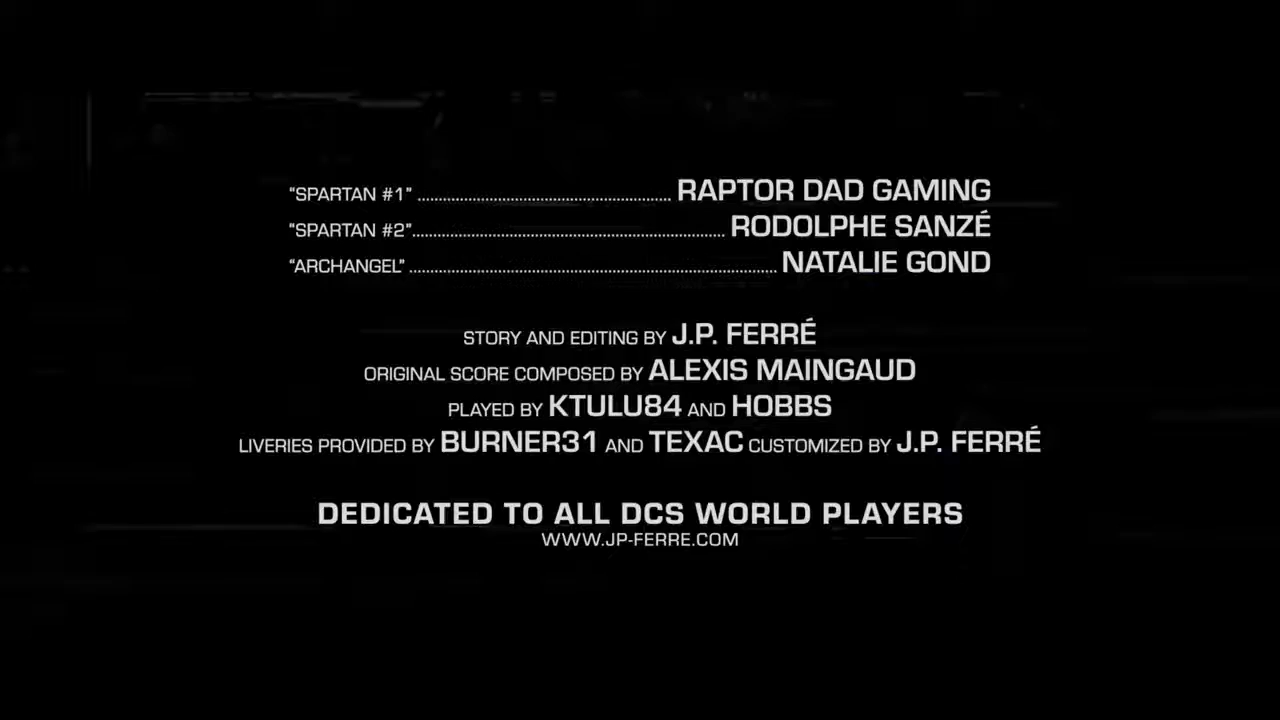 “SPARTAN #1” ........................................................ RAPTOR DAD GAMING
“SPARTAN #2”..................................................................... RODOLPHE SANZÉ
“ARCHANGEL” ................................................................................. NATALIE GOND
STORY AND EDITING BY J.P. FERRÉ
ORIGINAL SCORE COMPOSED BY ALEXIS MAINGAUD
PLAYED BY KTULU84 AND HOBBS
LIVERIES PROVIDED BY BURNER31 AND TEXAC CUSTOMIZED BY J.P. FERRÉ
DEDICATED TO ALL DCS WORLD PLAYERS
WWW.JP-FERRE.COM